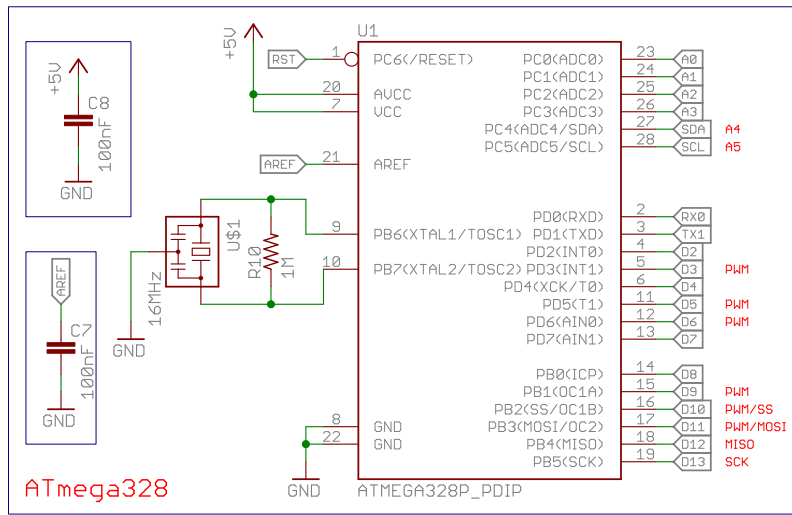 U1
+5V
RST
1
PC6(/RESET)
PC0(ADC0)
23
A0
PC1(ADC1)
24
A1
20
AVCC
PC2(ADC2)
25
A2
7
VCC
PC3(ADC3)
26
A3
PC4(ADC4/SDA)
27
SDA
A4
PC5(ADC5/SCL)
28
SCL
A5
AREF
21
AREF
+5V
C8
100nF
GND
PD0(RXD)
2
RX0
9
PB6(XTAL1/TOSC1)
PD1(TXD)
3
TX1
PD2(INT0)
4
D2
10
PB7(XTAL2/TOSC2)
PD3(INT1)
5
D3
PWM
PD4(XCK/T0)
6
D4
PD5(T1)
11
D5
PWM
PD6(AIN0)
12
D6
PWM
PD7(AIN1)
13
D7
U$1
R10
1M
16MHz
GND
AREF
C7
100nF
GND
PB0(ICP)
14
D8
PB1(OC1A)
15
D9
PWM
PB2(SS/OC1B)
16
D10
PWM/SS
8
GND
PB3(MOSI/OC2)
17
D11
PWM/MOSI
22
GND
PB4(MISO)
18
D12
MISO
PB5(SCK)
19
D13
SCK
GND
ATMEGA328P_PDIP
ATmega328